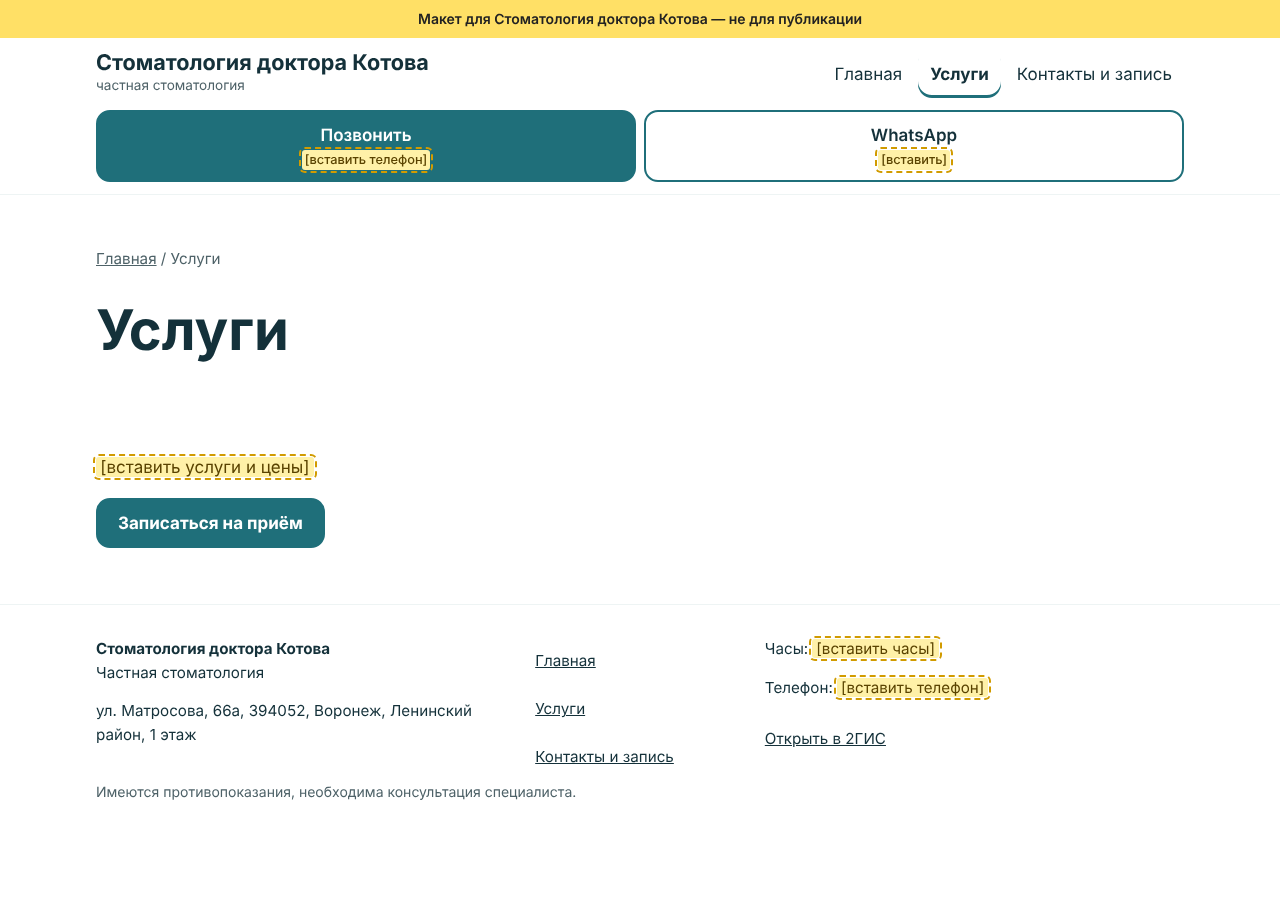 Макет для Стоматология доктора Котова — не для публикации
Стоматология доктора Котова
частная стоматология
Главная
Услуги
Контакты и запись
Позвонить
[вставить телефон]
WhatsApp
[вставить]
Главная / Услуги
Услуги
[вставить услуги и цены]
Записаться на приём
Стоматология доктора Котова
Частная стоматология
ул. Матросова, 66а, 394052, Воронеж, Ленинский
район, 1 этаж
Главная
Услуги
Контакты и запись
Часы: [вставить часы]
Телефон: [вставить телефон]
Открыть в 2ГИС
Имеются противопоказания, необходима консультация специалиста.